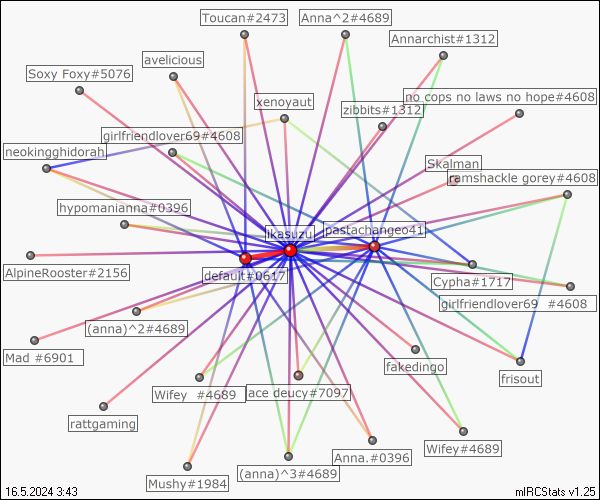 Toucan#2473
Anna^2#4689
Annarchist#1312
avelicious
Soxy Foxy#5076
no cops no laws no hope#4608
xenoyaut
zibbits#1312
girlfriendlover69#4608
neokingghidorah
Skalman
ramshackle gorey#4608
hypomanianna#0396
likasuzu
pastachangeo41
AlpineRooster#2156
default#0617
Cypha#1717
girlfriendlover69 #4608
(anna)^2#4689
Mad #6901
fakedingo
frisout
Wifey #4689
ace deucy#7097
rattgaming
Wifey#4689
Anna.#0396
(anna)^3#4689
Mushy#1984
16.5.2024 3:43
mIRCStats v1.25